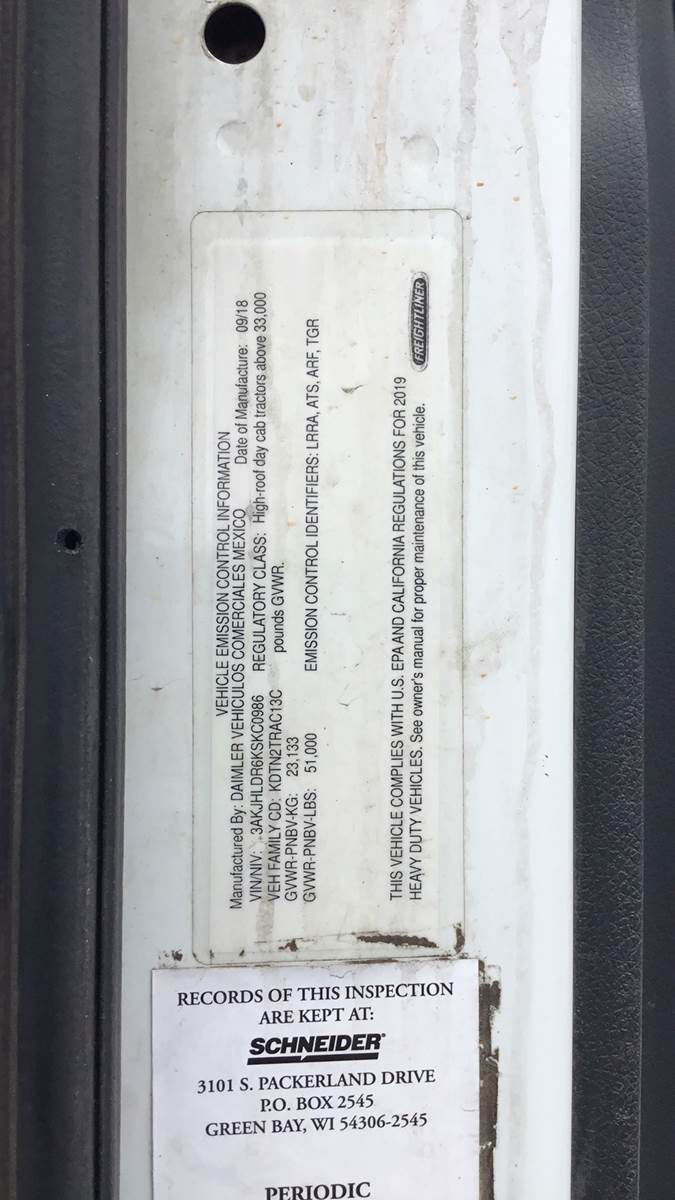 VEHICLE EMISSION CONTROL INFORMATION
Manufactured By: DAIMLER VEHICULOS COMERCIALES MEXICO Date of Manufacture: 09/18
VIN/NIV: 3AKJHLDR6KSKC0986 REGULATORY CLASS: High-roof day cab tractors above 33,000
VEH FAMILY CD: KDTN2TRAC13C pounds GVWR.
GVWR-PNBV-KG: 23,133
GVWR-PNBV-LBS: 51,000 EMISSION CONTROL IDENTIFIERS: LRRA, ATS, ARF, TGR
THIS VEHICLE COMPLIES WITH U.S. EPA AND CALIFORNIA REGULATIONS FOR 2019
HEAVY DUTY VEHICLES. See owner's manual for proper maintenance of this vehicle.
FREIGHTLINER
RECORDS OF THIS INSPECTION
ARE KEPT AT:
SCHNEIDER®
3101 S. PACKERLAND DRIVE
P.O. BOX 2545
GREEN BAY, WI 54306-2545
PERIODIC